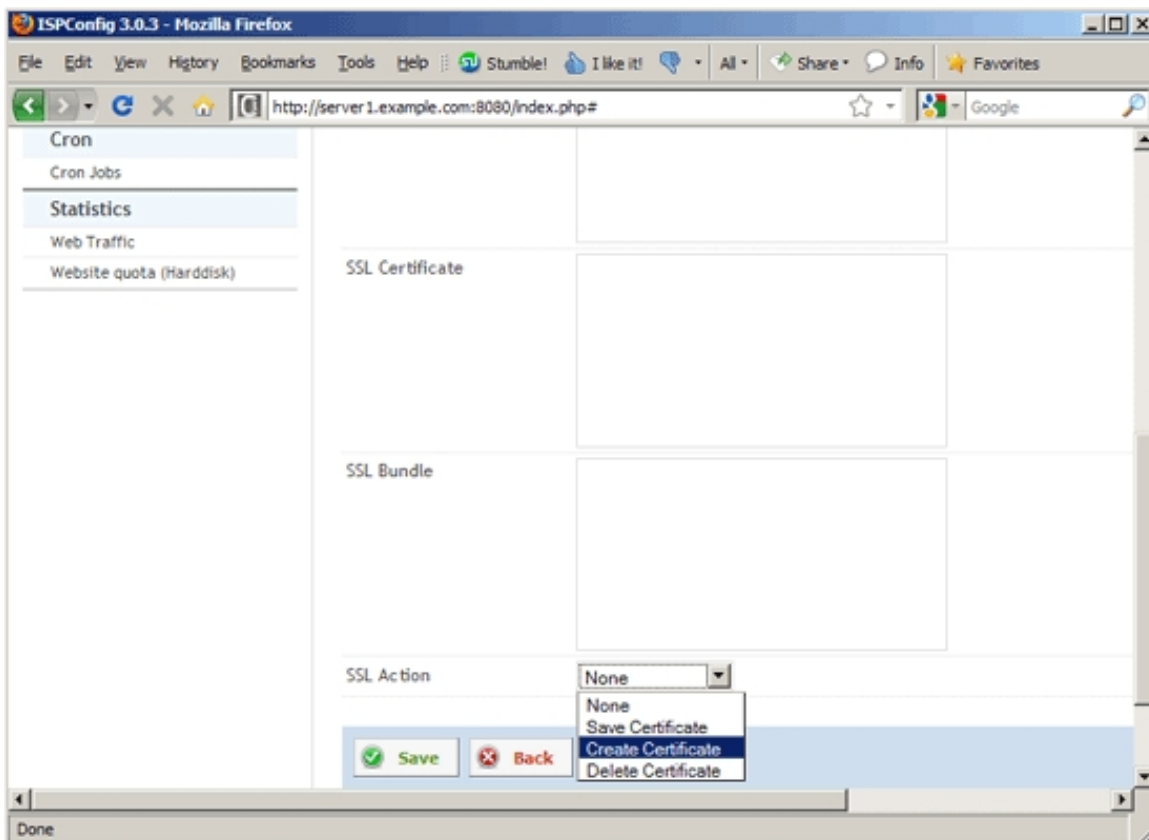 ISPConfig 3.0.3 - Mozilla Firefox
File Edit View History Bookmarks Tools Help Stumble! I like it! All Share Info Favorites
http://server1.example.com:8080/index.php# Google
Cron
Cron Jobs
Statistics
Web Traffic
Website quota (Harddisk)
SSL Certificate
SSL Bundle
SSL Action None
None
Save Certificate
Create Certificate
Delete Certificate
Save Back
Done